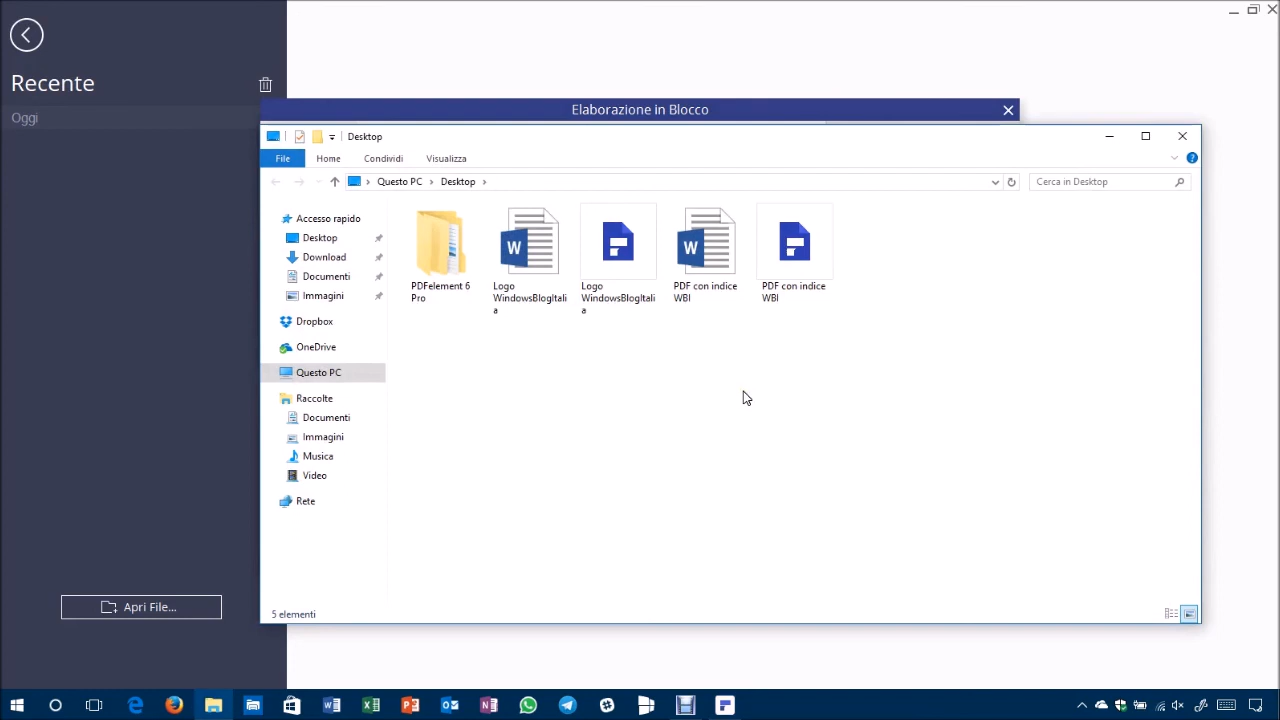 Recente
Oggi
Elaborazione in Blocco
Desktop
File Home Condividi Visualizza
Questo PC Desktop
Cerca in Desktop
Accesso rapido
Desktop
Download
Documenti
Immagini
Dropbox
OneDrive
Questo PC
Raccolte
Documenti
Immagini
Musica
Video
Rete
PDFelement 6
Pro
Logo
WindowsBlogItali
a
Logo
WindowsBlogItali
a
PDF con indice
WBI
PDF con indice
WBI
Apri File...
5 elementi